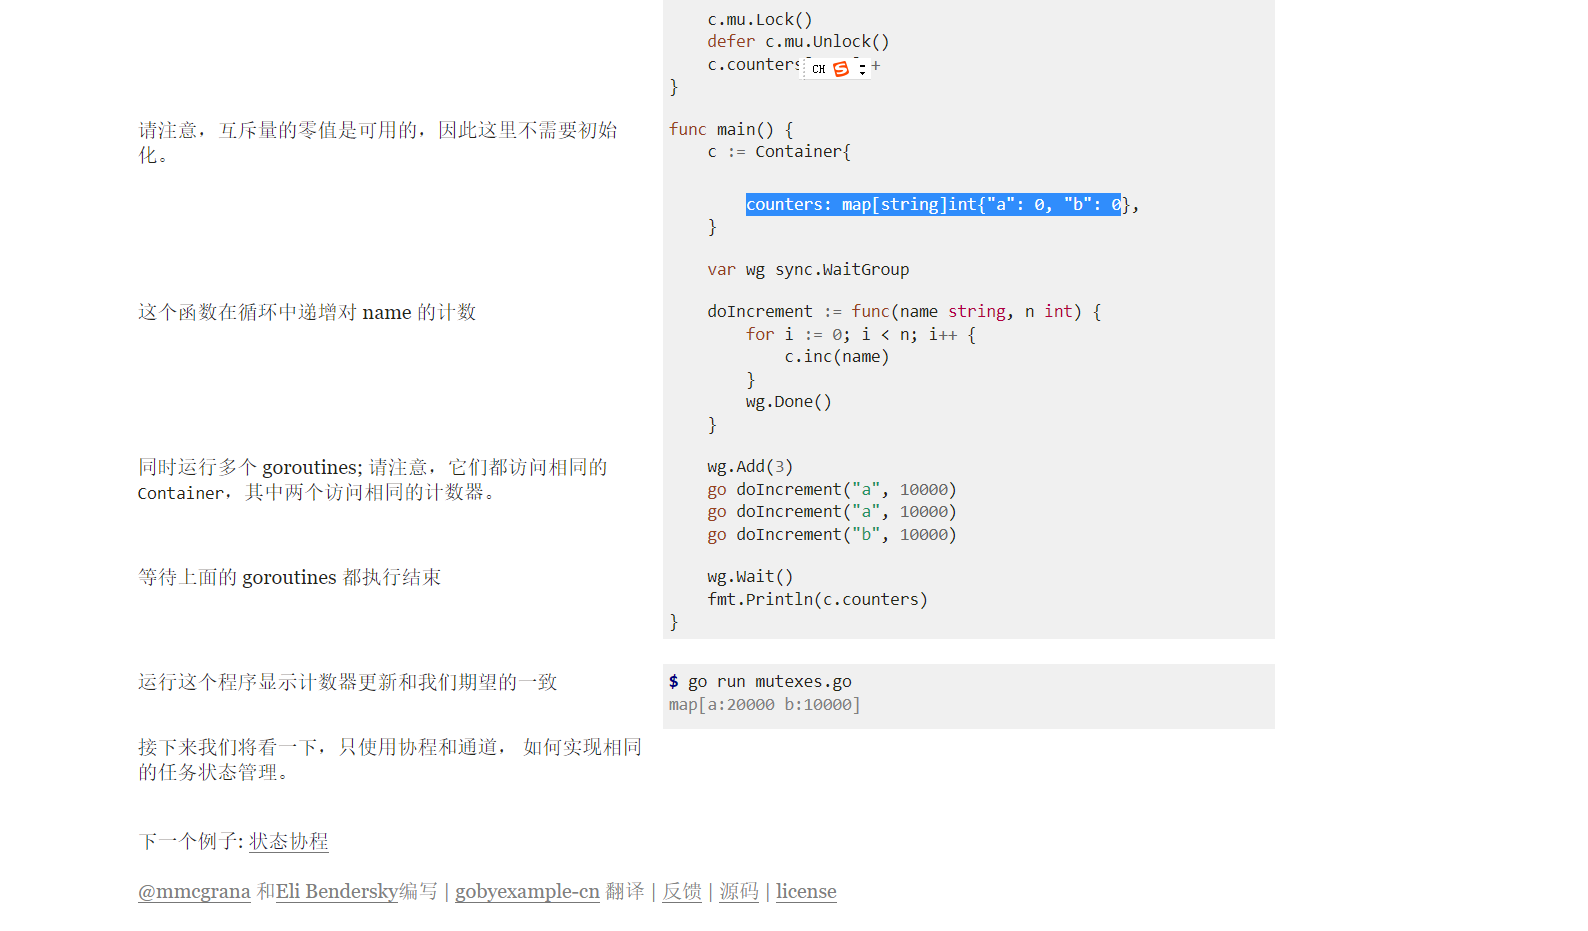 c.mu.Lock()
defer c.mu.Unlock()
c.counters
CH
+
}
请注意，互斥量的零值是可用的，因此这里不需要初始
化。
func main() {
c := Container{
counters: map[string]int{"a": 0, "b": 0},
}
var wg sync.WaitGroup
这个函数在循环中递增对 name 的计数
doIncrement := func(name string, n int) {
for i := 0; i < n; i++ {
c.inc(name)
}
wg.Done()
}
同时运行多个 goroutines; 请注意，它们都访问相同的
Container，其中两个访问相同的计数器。
wg.Add(3)
go doIncrement("a", 10000)
go doIncrement("a", 10000)
go doIncrement("b", 10000)
等待上面的 goroutines 都执行结束
wg.Wait()
fmt.Println(c.counters)
}
运行这个程序显示计数器更新和我们期望的一致
$ go run mutexes.go
map[a:20000 b:10000]
接下来我们将看一下，只使用协程和通道， 如何实现相同
的任务状态管理。
下一个例子: 状态协程
@mmcgrana 和Eli Bendersky编写 | gobyexample-cn 翻译 | 反馈 | 源码 | license